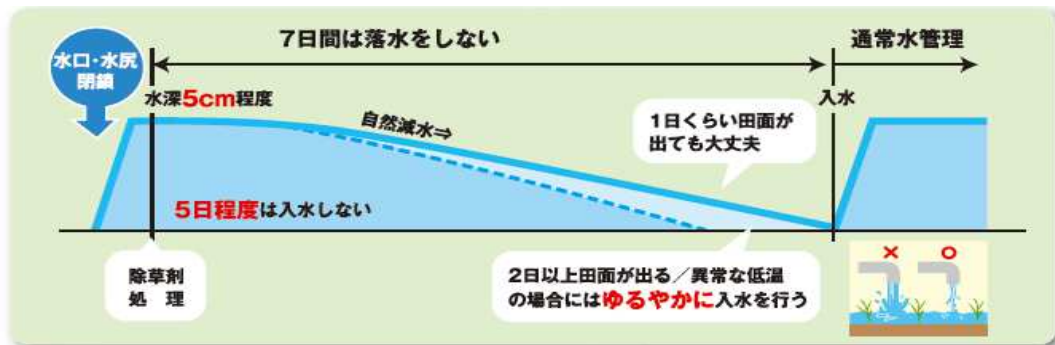 7日間は落水をしない
通常水管理
水口・水尻
閉鎖
水深5cm程度
入水
自然減水⇒
1日くらい田面が
出ても大丈夫
5日程度は入水しない
除草剤
処 理
2日以上田面が出る／異常な低温
の場合にはゆるやかに入水を行う
× ○